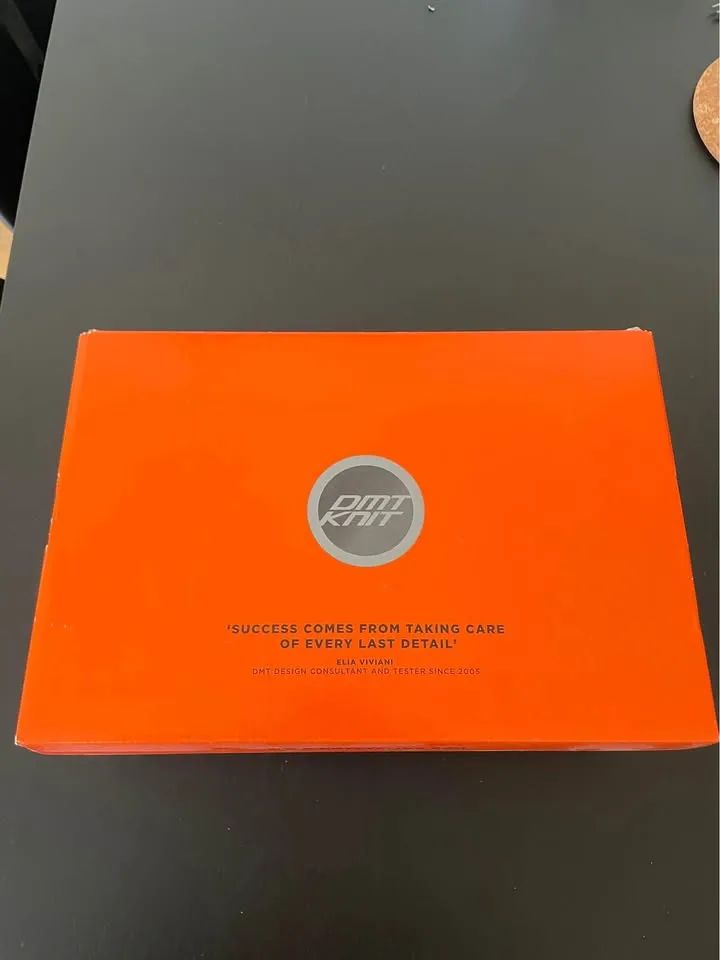 DMT
KNIT
'SUCCESS COMES FROM TAKING CARE
OF EVERY LAST DETAIL'
ELIA VIVIANI
DMT DESIGN CONSULTANT AND TESTER SINCE 2005